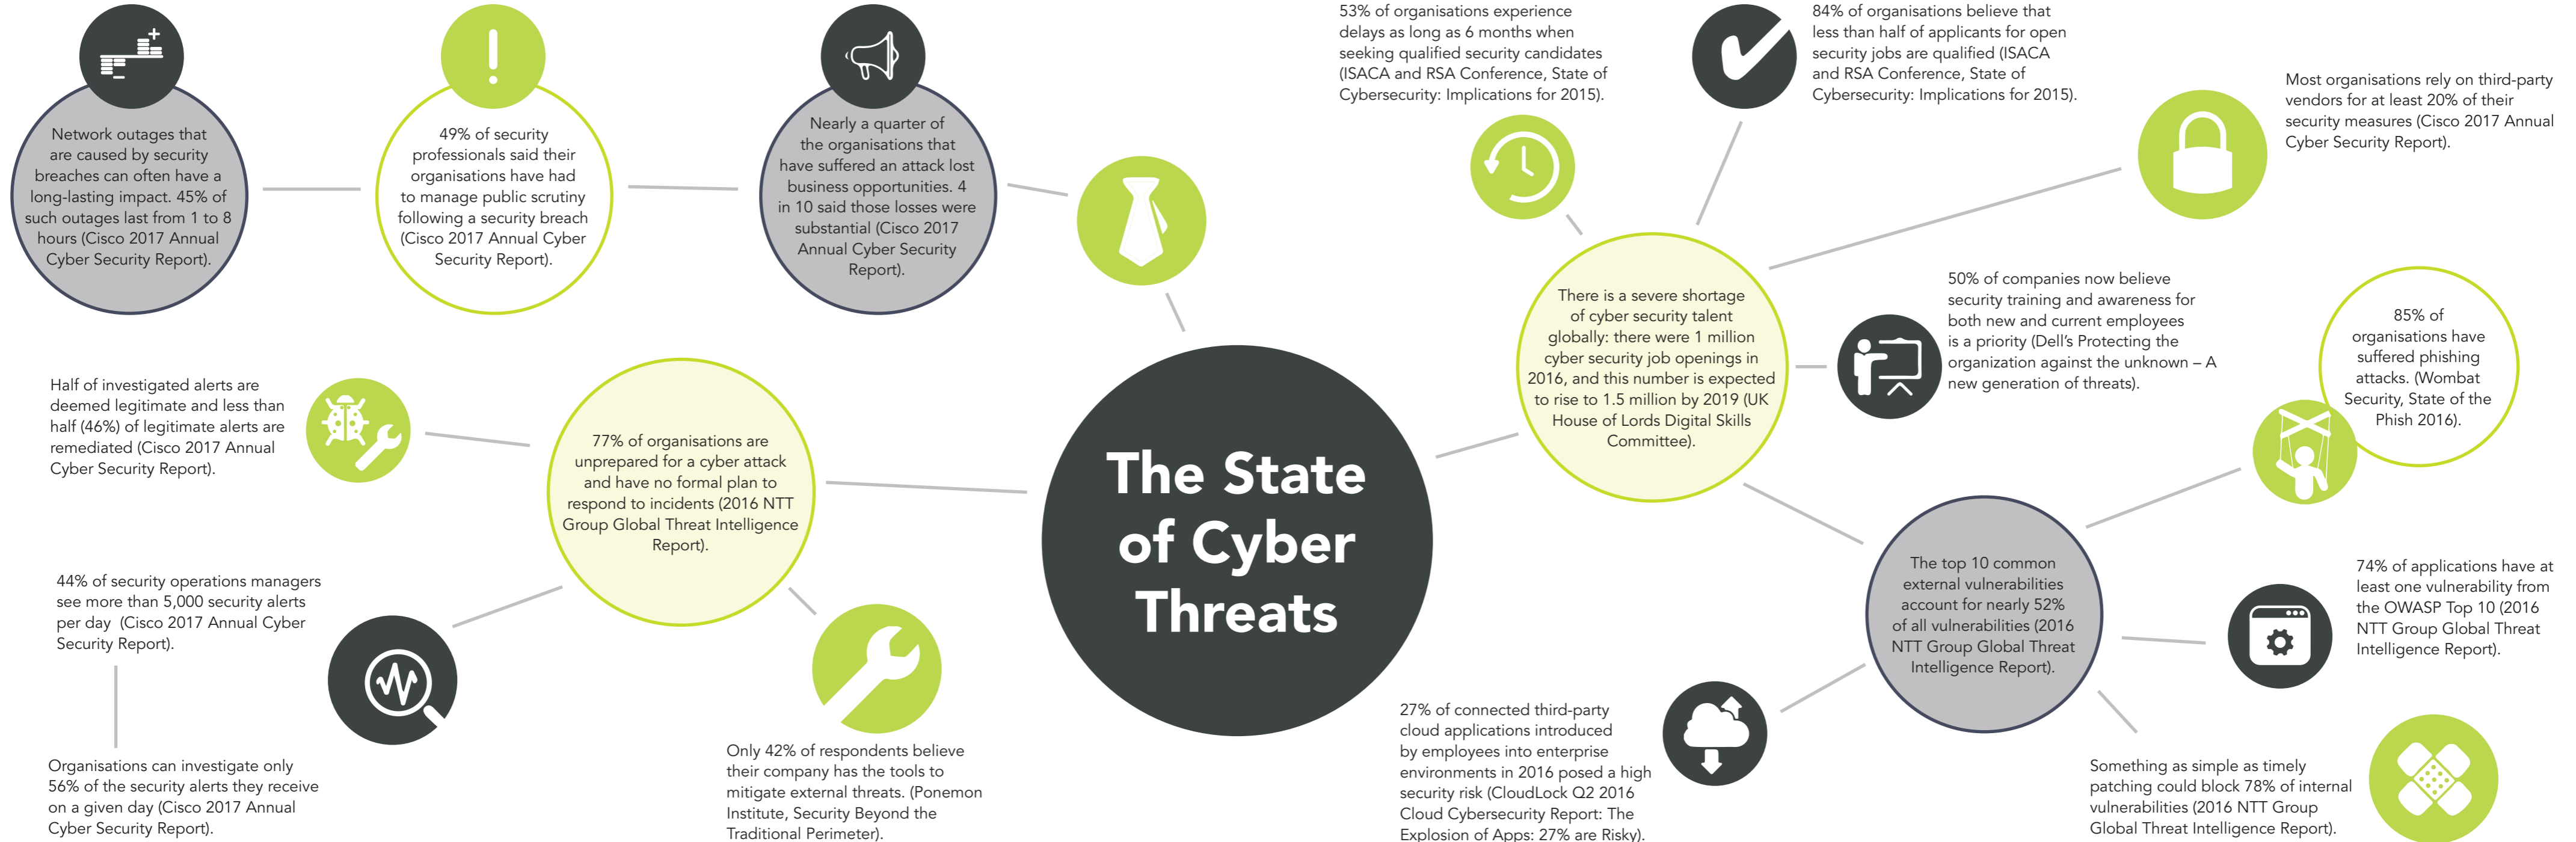 Network outages that
are caused by security
breaches can often have a
long-lasting impact. 45% of
such outages last from 1 to 8
hours (Cisco 2017 Annual
Cyber Security Report).
49% of security
professionals said their
organisations have had
to manage public scrutiny
following a security breach
(Cisco 2017 Annual Cyber
Security Report).
Nearly a quarter of
the organisations that
have suffered an attack lost
business opportunities. 4
in 10 said those losses were
substantial (Cisco 2017
Annual Cyber Security
Report).
53% of organisations experience
delays as long as 6 months when
seeking qualified security candidates
(ISACA and RSA Conference, State of
Cybersecurity: Implications for 2015).
84% of organisations believe that
less than half of applicants for open
security jobs are qualified (ISACA
and RSA Conference, State of
Cybersecurity: Implications for 2015).
Most organisations rely on third-party
vendors for at least 20% of their
security measures (Cisco 2017 Annual
Cyber Security Report).
There is a severe shortage
of cyber security talent
globally: there were 1 million
cyber security job openings in
2016, and this number is expected
to rise to 1.5 million by 2019 (UK
House of Lords Digital Skills
Committee).
50% of companies now believe
security training and awareness for
both new and current employees
is a priority (Dell’s Protecting the
organization against the unknown – A
new generation of threats).
85% of
organisations have
suffered phishing
attacks. (Wombat
Security, State of the
Phish 2016).
Half of investigated alerts are
deemed legitimate and less than
half (46%) of legitimate alerts are
remediated (Cisco 2017 Annual
Cyber Security Report).
77% of organisations are
unprepared for a cyber attack
and have no formal plan to
respond to incidents (2016 NTT
Group Global Threat Intelligence
Report).
The State
of Cyber
Threats
44% of security operations managers
see more than 5,000 security alerts
per day (Cisco 2017 Annual Cyber
Security Report).
Organisations can investigate only
56% of the security alerts they receive
on a given day (Cisco 2017 Annual
Cyber Security Report).
Only 42% of respondents believe
their company has the tools to
mitigate external threats. (Ponemon
Institute, Security Beyond the
Traditional Perimeter).
The top 10 common
external vulnerabilities
account for nearly 52%
of all vulnerabilities (2016
NTT Group Global Threat
Intelligence Report).
74% of applications have at
least one vulnerability from
the OWASP Top 10 (2016
NTT Group Global Threat
Intelligence Report).
27% of connected third-party
cloud applications introduced
by employees into enterprise
environments in 2016 posed a high
security risk (CloudLock Q2 2016
Cloud Cybersecurity Report: The
Explosion of Apps: 27% are Risky).
Something as simple as timely
patching could block 78% of internal
vulnerabilities (2016 NTT Group
Global Threat Intelligence Report).